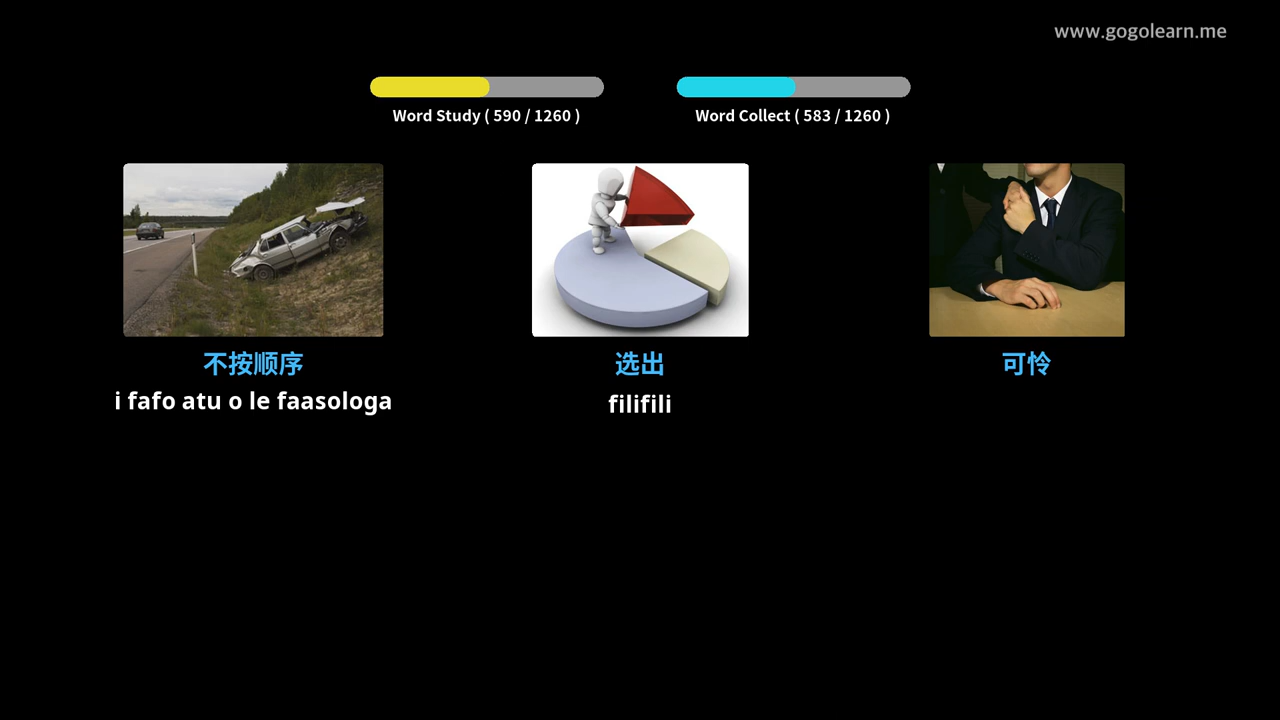 www.gogolearn.me
Word Study ( 590 / 1260 )
Word Collect ( 583 / 1260 )
不按顺序
选出
可怜
i fafo atu o le faasologa
filifili